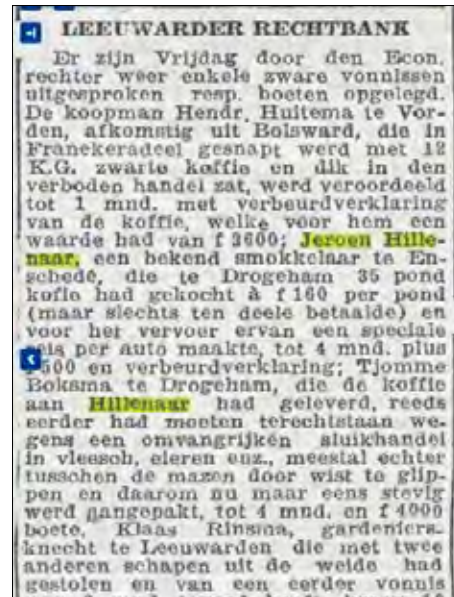 LEEUWARDER RECHTBANK
Er zijn Vrijdag door den Econ.
rechter weer enkele zware vonnissen
uitgesproken resp. boeten opgelegd.
De koopman Hendr. Huitema te Vor-
den, afkomstig uit Bolsward, die in
Franekeradeel gesnapt werd met 12
K.G. zwarte koffie en dik in den
verboden handel zat, werd veroordeeld
tot 1 mnd. met verbeurdverklaring
van de koffie, welke voor hem een
waarde had van f 3600; Jeroen Hille-
naar, een bekend smokkelaar te En-
schedé, die te Drogeham 35 pond
kofie had gekocht à f 160 per pond
(maar slechts ten deele betaalde) en
voor het vervoer ervan een speciale
reis per auto maakte, tot 4 mnd. plus
500 en verbeurdverklaring; Tjomme
Boksma te Drogeham, die de koffie
aan Hillenaar had geleverd, reeds
eerder had moeten terechtstaan we-
gens een omvangrijken sluikhandel
in vleesch, eieren enz., meestal echter
tusschen de mazen door wist te glip-
pen en daarom nu maar eens stevig
werd aangepakt, tot 4 mnd. en f 4000
boete. Klaas Rinsma, gardeniers-
knecht te Leeuwarden die met twee
anderen schapen uit de weide had
gestolen en van een eerder vonnis